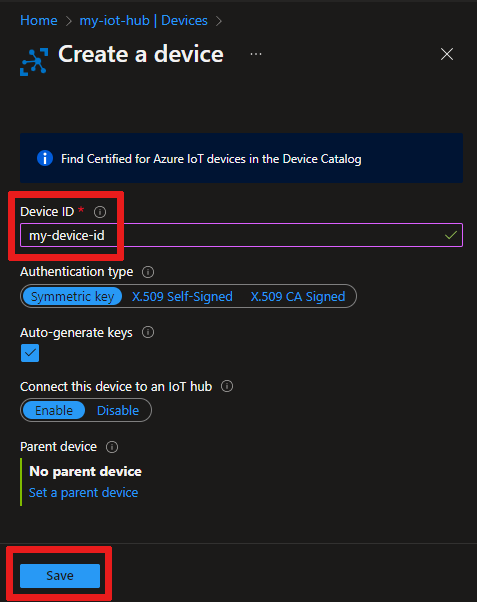 Home > my-iot-hub | Devices >
Create a device ...
Find Certified for Azure IoT devices in the Device Catalog
Device ID *
my-device-id
Authentication type
Symmetric key X.509 Self-Signed X.509 CA Signed
Auto-generate keys
Connect this device to an IoT hub
Enable Disable
Parent device
No parent device
Set a parent device
Save